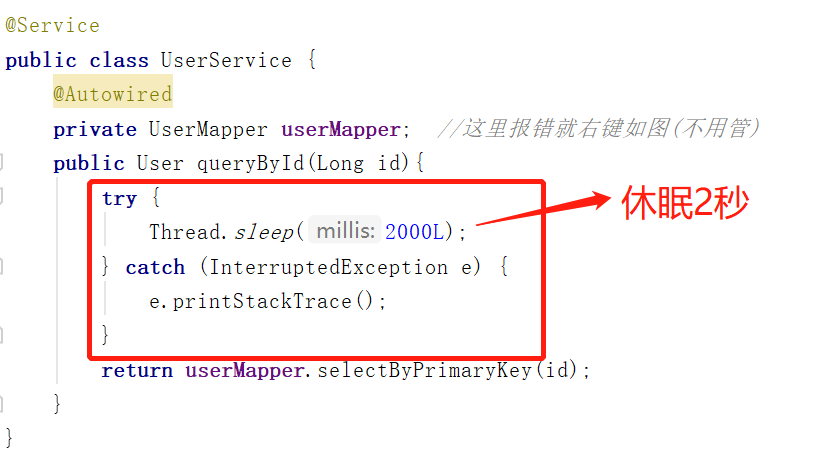 @Service
public class UserService {
@Autowired
private UserMapper userMapper;  //这里报错就右键如图(不用管)
public User queryById(Long id){
try {
Thread.sleep( millis: 2000L);
休眠2秒
} catch (InterruptedException e) {
e.printStackTrace();
}
return userMapper.selectByPrimaryKey(id);
}
}